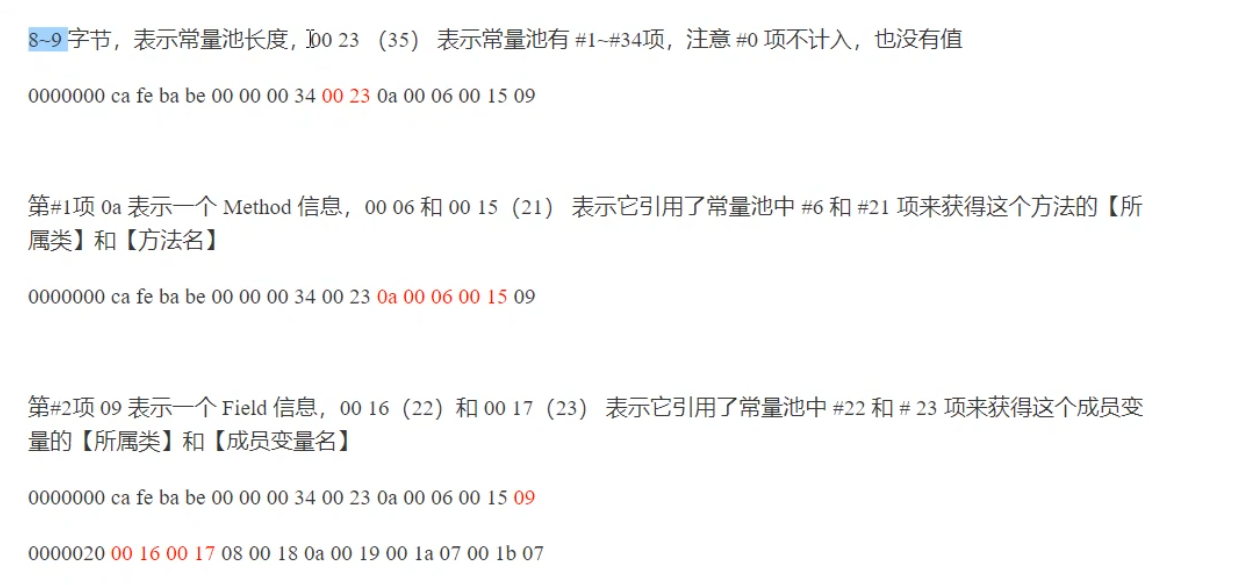 8~9 字节，表示常量池长度，00 23 （35） 表示常量池有 #1~#34项，注意 #0 项不计入，也没有值
0000000 ca fe ba be 00 00 00 34 00 23 0a 00 06 00 15 09
第#1项 0a 表示一个 Method 信息，00 06 和 00 15（21） 表示它引用了常量池中 #6 和 #21 项来获得这个方法的【所
属类】和【方法名】
0000000 ca fe ba be 00 00 00 34 00 23 0a 00 06 00 15 09
第#2项 09 表示一个 Field 信息，00 16（22）和 00 17（23） 表示它引用了常量池中 #22 和 # 23 项来获得这个成员变
量的【所属类】和【成员变量名】
0000000 ca fe ba be 00 00 00 34 00 23 0a 00 06 00 15 09
0000020 00 16 00 17 08 00 18 0a 00 19 00 1a 07 00 1b 07